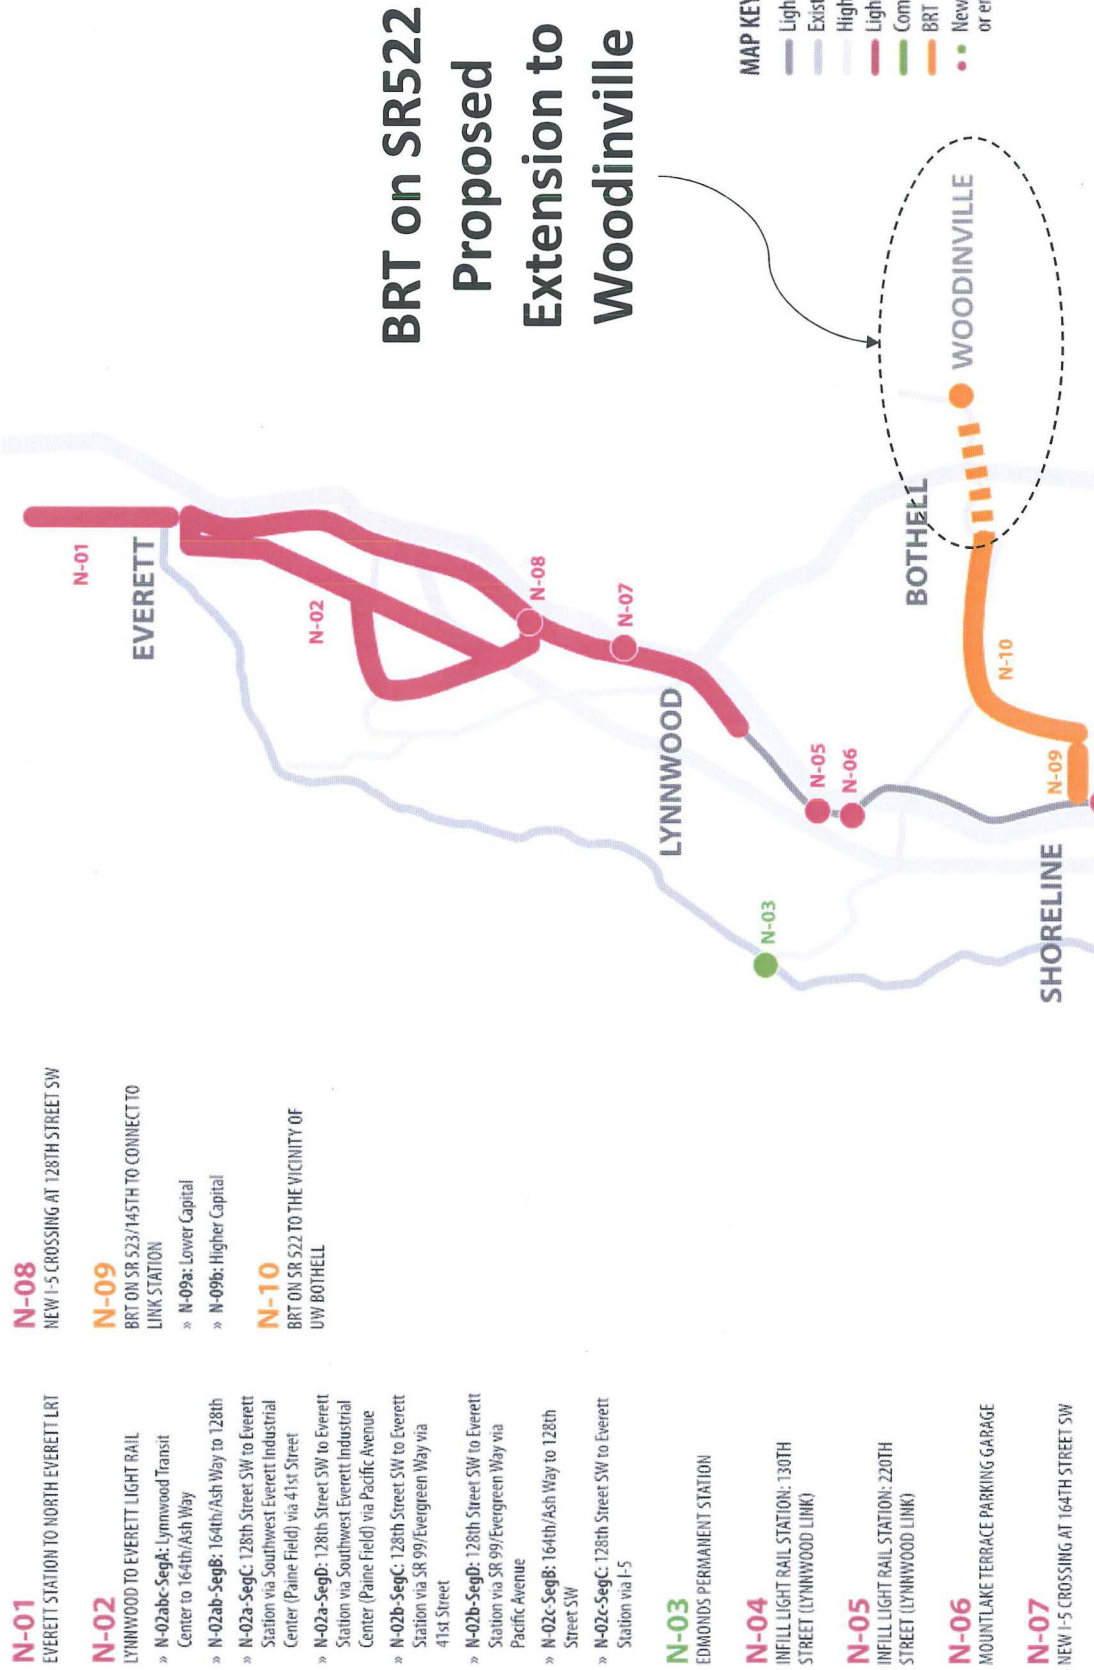 N-01
EVERETT STATION TO NORTH EVERETT LRT
N-02
LYNNWOOD TO EVERETT LIGHT RAIL
» N-02abc-SegA: Lynnwood Transit
Center to 164th/Ash Way
» N-02ab-SegB: 164th/Ash Way to 128th
» N-02a-SegC: 128th Street SW to Everett
Station via Southwest Everett Industrial
Center (Paine Field) via 41st Street
» N-02a-SegD: 128th Street SW to Everett
Station via Southwest Everett Industrial
Center (Paine Field) via Pacific Avenue
» N-02b-SegC: 128th Street SW to Everett
Station via SR 99/Evergreen Way via
41st Street
» N-02b-SegD: 128th Street SW to Everett
Station via SR 99/Evergreen Way via
Pacific Avenue
» N-02c-SegB: 164th/Ash Way to 128th
Street SW
» N-02c-SegC: 128th Street SW to Everett
Station via I-5
N-03
EDMONDS PERMANENT STATION
N-04
INFILL LIGHT RAIL STATION: 130TH
STREET (LYNNWOOD LINK)
N-05
INFILL LIGHT RAIL STATION: 220TH
STREET (LYNNWOOD LINK)
N-06
MOUNTLAKE TERRACE PARKING GARAGE
N-07
NEW I-5 CROSSING AT 164TH STREET SW
N-08
NEW I-5 CROSSING AT 128TH STREET SW
N-09
BRT ON SR 523/145TH TO CONNECT TO
LINK STATION
» N-09a: Lower Capital
» N-09b: Higher Capital
N-10
BRT ON SR 522 TO THE VICINITY OF
UW BOTHELL
N-01
EVERETT
N-02
N-08
N-07
LYNNWOOD
N-05
N-06
N-03
SHORELINE
N-09
N-10
BOTHELL
WOODINVILLE
BRT on SR522
Proposed
Extension to
Woodinville
MAP KEY
Ligh
Exist
High
Ligh
Com
BRT
New
or en